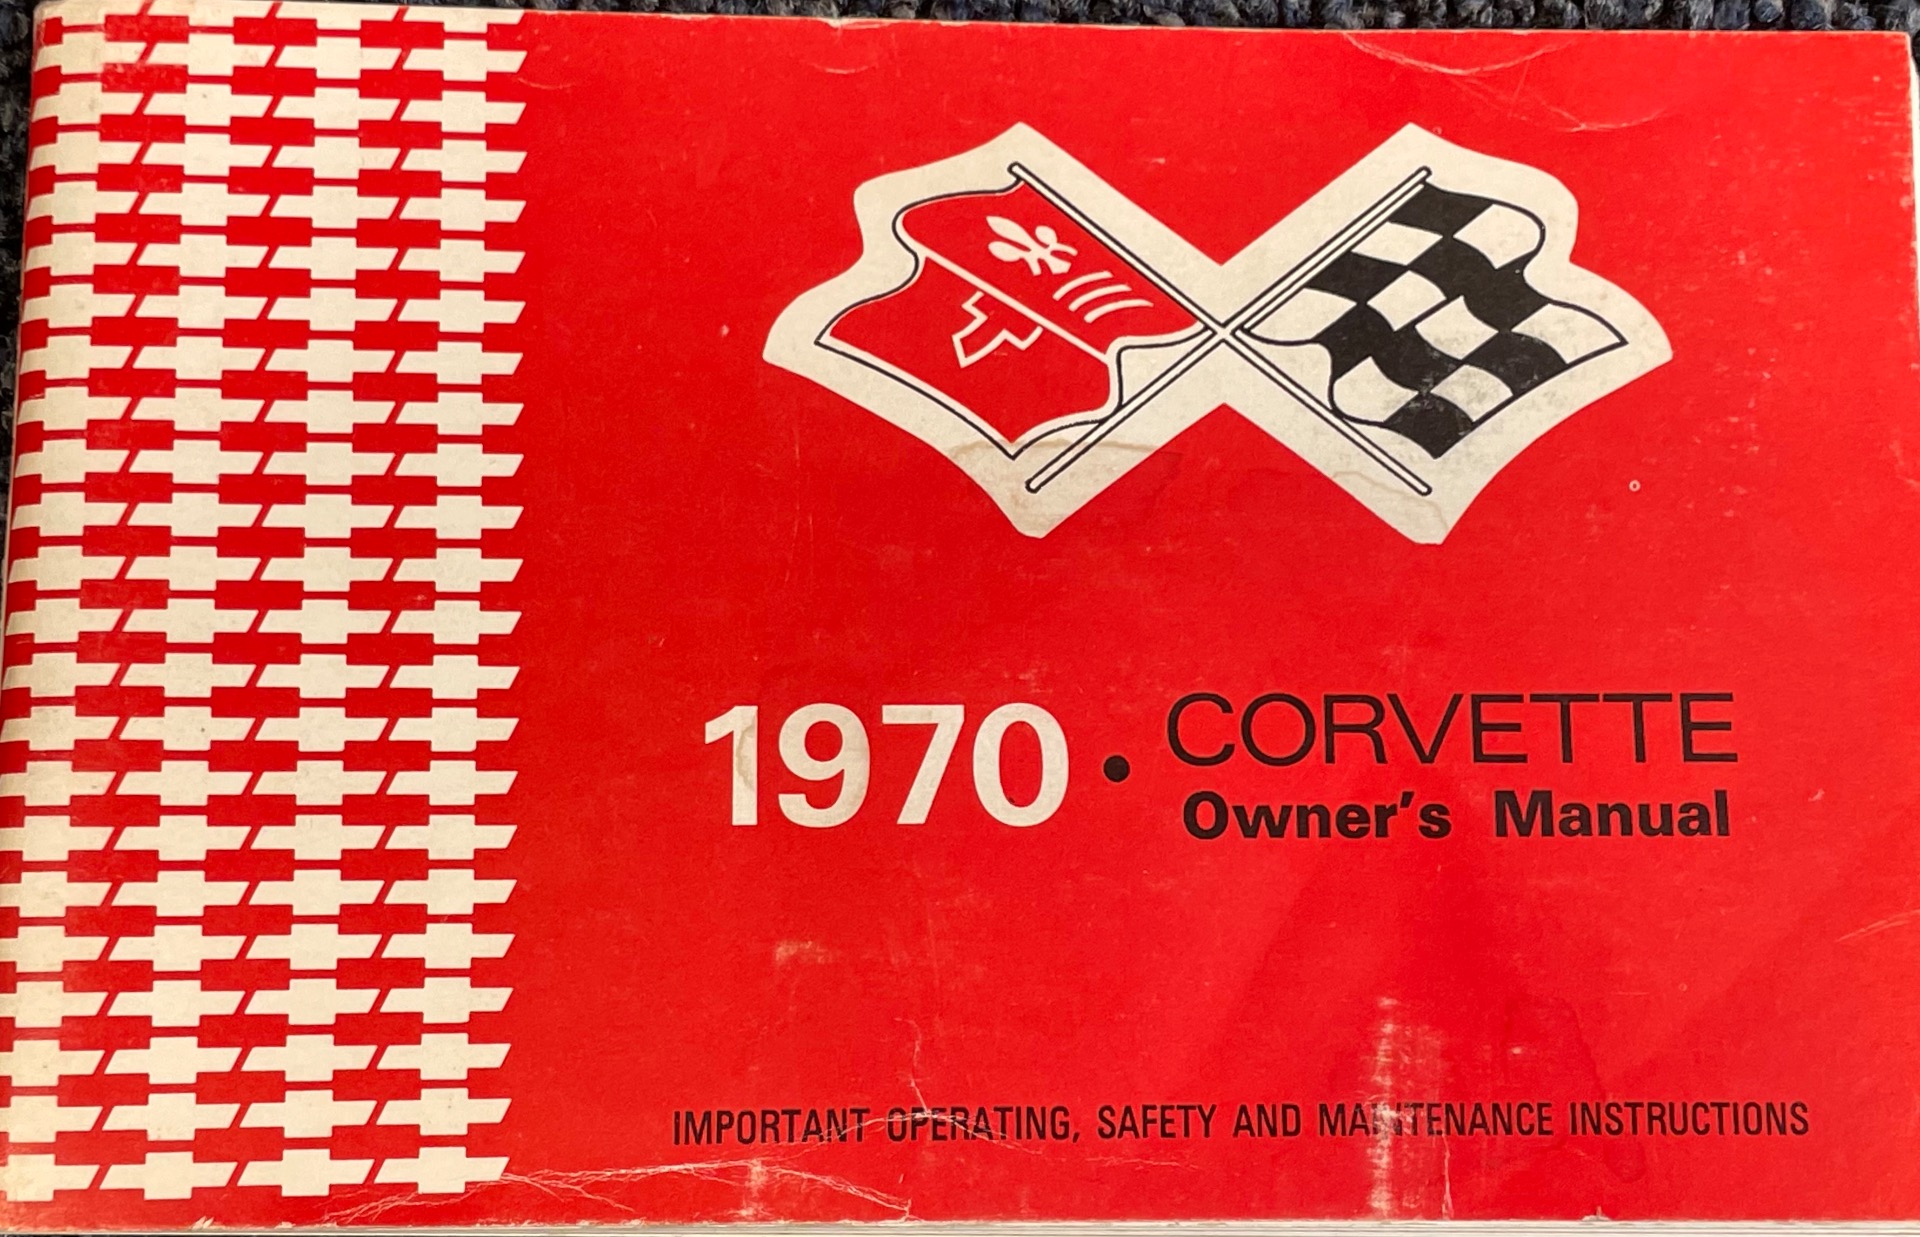 1970 • CORVETTE
Owner's Manual
IMPORTANT OPERATING, SAFETY AND MAINTENANCE INSTRUCTIONS